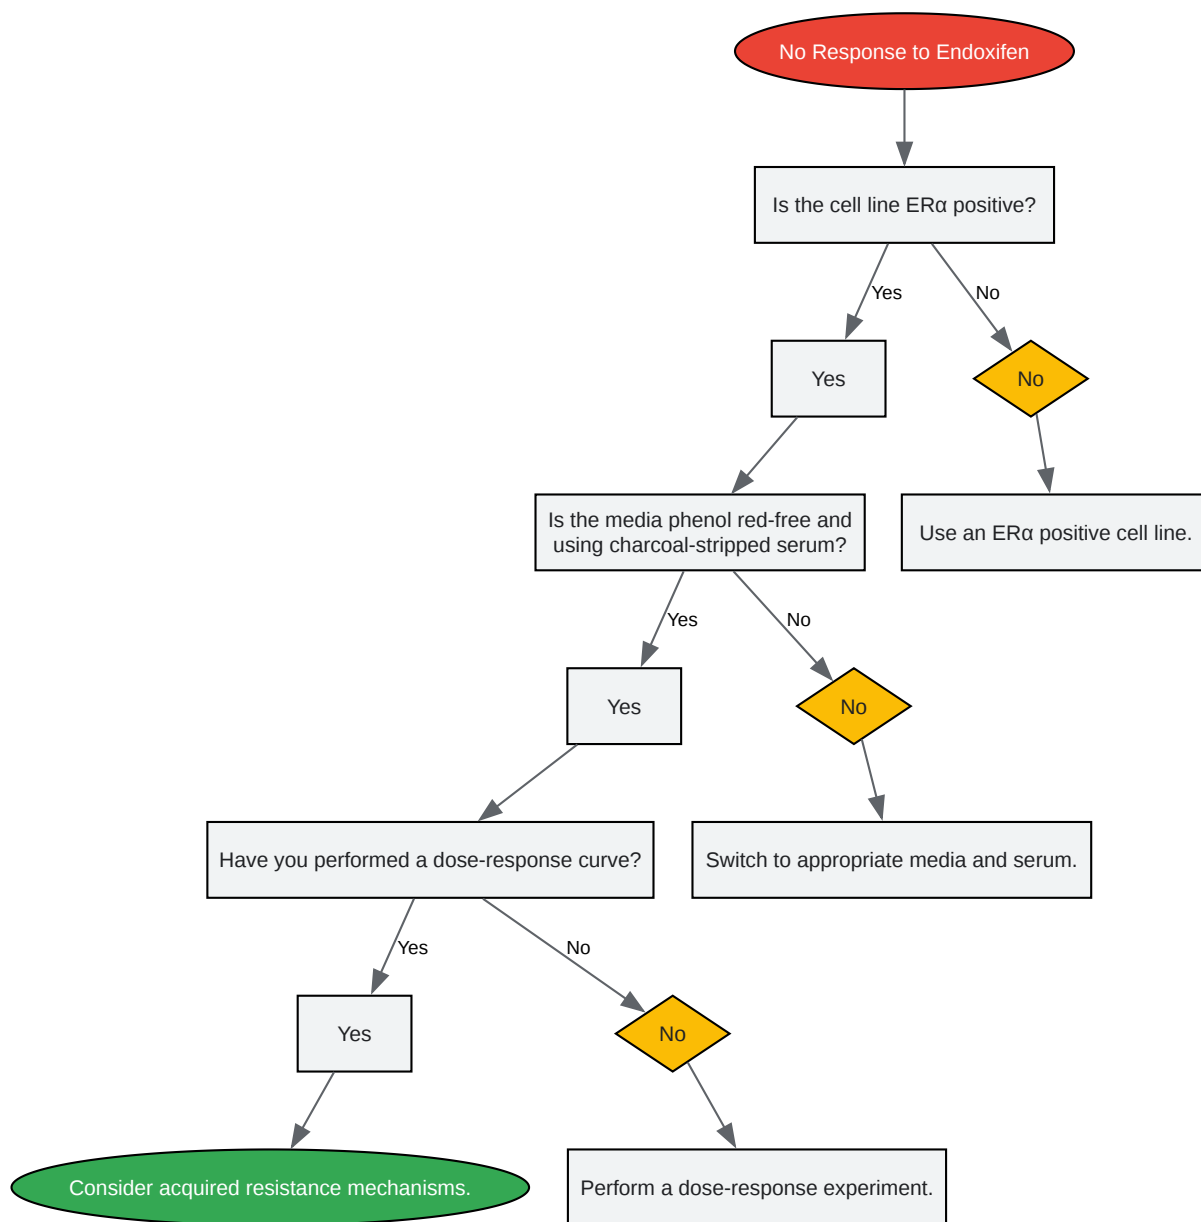 No Response to Endoxifen
Is the cell line ERα positive?
Yes
No
Yes
No
Is the media phenol red-free and
using charcoal-stripped serum?
Use an ERα positive cell line.
Yes
No
Yes
No
Have you performed a dose-response curve?
Switch to appropriate media and serum.
Yes
No
Yes
No
Consider acquired resistance mechanisms.
Perform a dose-response experiment.